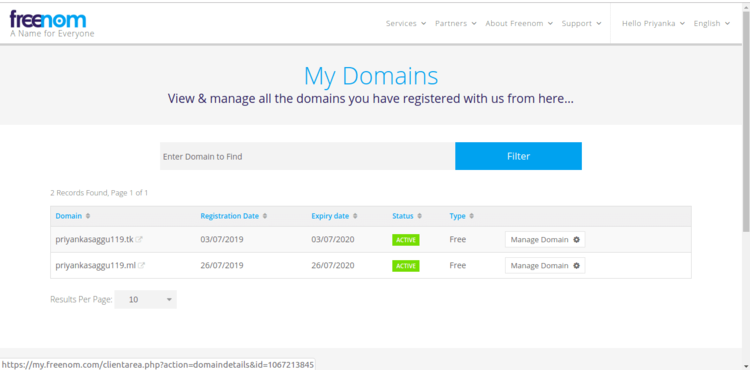 freenom
A Name for Everyone
Services Partners About Freenom Support Hello Priyanka English
My Domains
View & manage all the domains you have registered with us from here...
Enter Domain to Find Filter
2 Records Found, Page 1 of 1
Domain Registration Date Expiry date Status Type
priyankasaggu119.tk 03/07/2019 03/07/2020 ACTIVE Free Manage Domain
priyankasaggu119.ml 26/07/2019 26/07/2020 ACTIVE Free Manage Domain
Results Per Page: 10
https://my.freenom.com/clientarea.php?action=domaindetails&id=1067213845